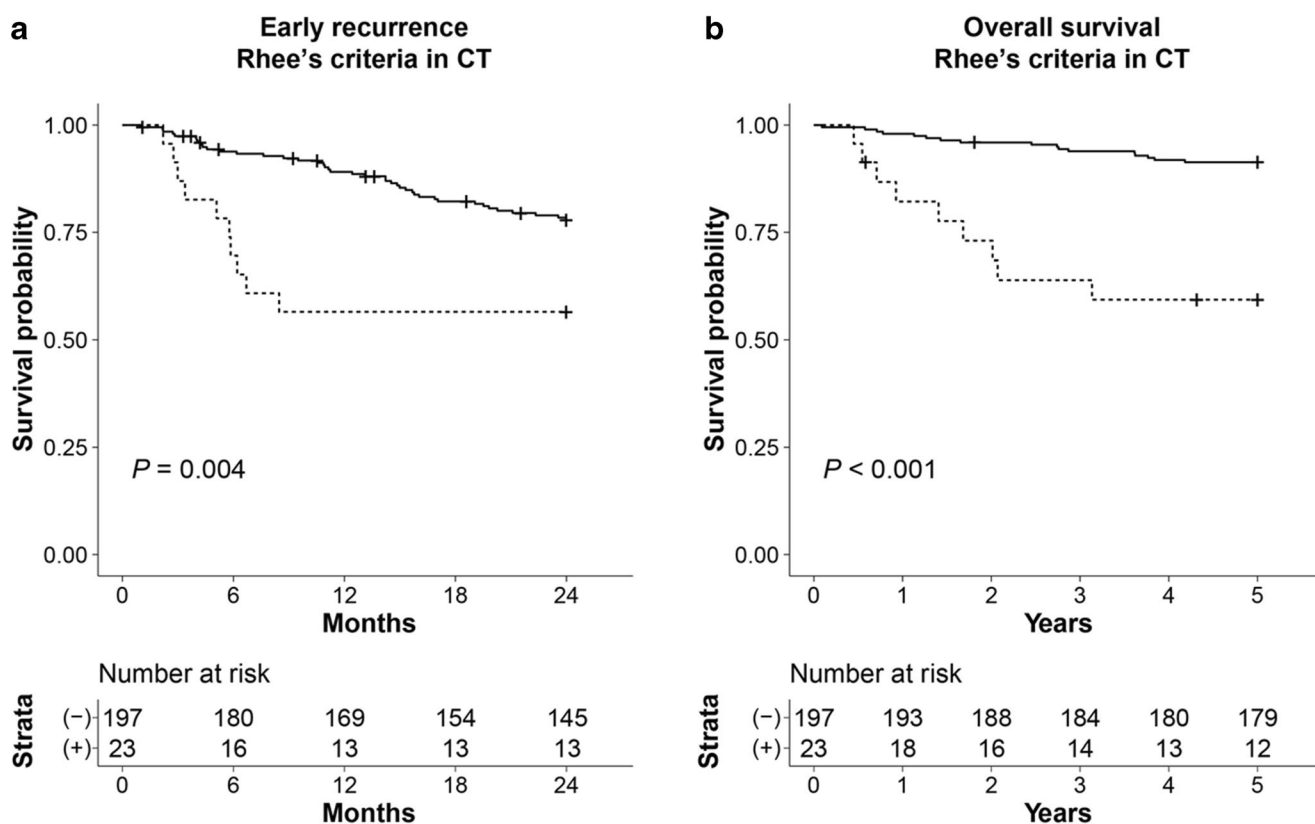 a
Early recurrence
Rhee’s criteria in CT
Survival probability
1.00
0.75
0.50
0.25
0.00
P = 0.004
0 6 12 18 24
Months
Number at risk
Strata
(−) 197 180 169 154 145
(+) 23 16 13 13 13
0 6 12 18 24
Months
b
Overall survival
Rhee’s criteria in CT
Survival probability
1.00
0.75
0.50
0.25
0.00
P < 0.001
0 1 2 3 4 5
Years
Number at risk
Strata
(−) 197 193 188 184 180 179
(+) 23 18 16 14 13 12
0 1 2 3 4 5
Years